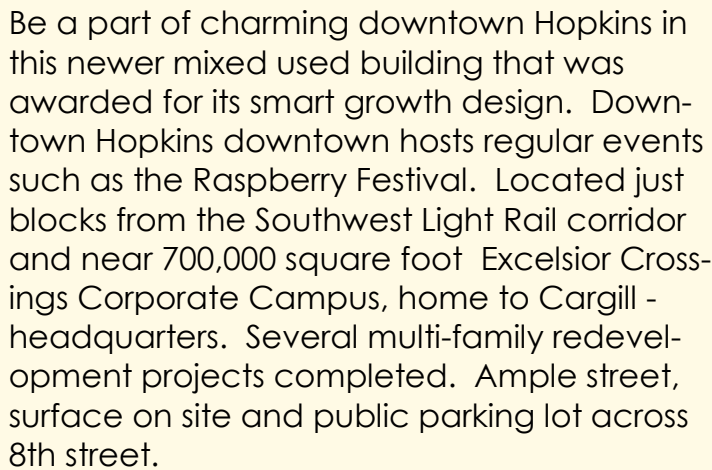 Be a part of charming downtown Hopkins in
this newer mixed used building that was
awarded for its smart growth design.  Down-
town Hopkins downtown hosts regular events
such as the Raspberry Festival.  Located just
blocks from the Southwest Light Rail corridor
and near 700,000 square foot  Excelsior Cross-
ings Corporate Campus, home to Cargill -
headquarters.  Several multi-family redevel-
opment projects completed.  Ample street,
surface on site and public parking lot across
8th street.